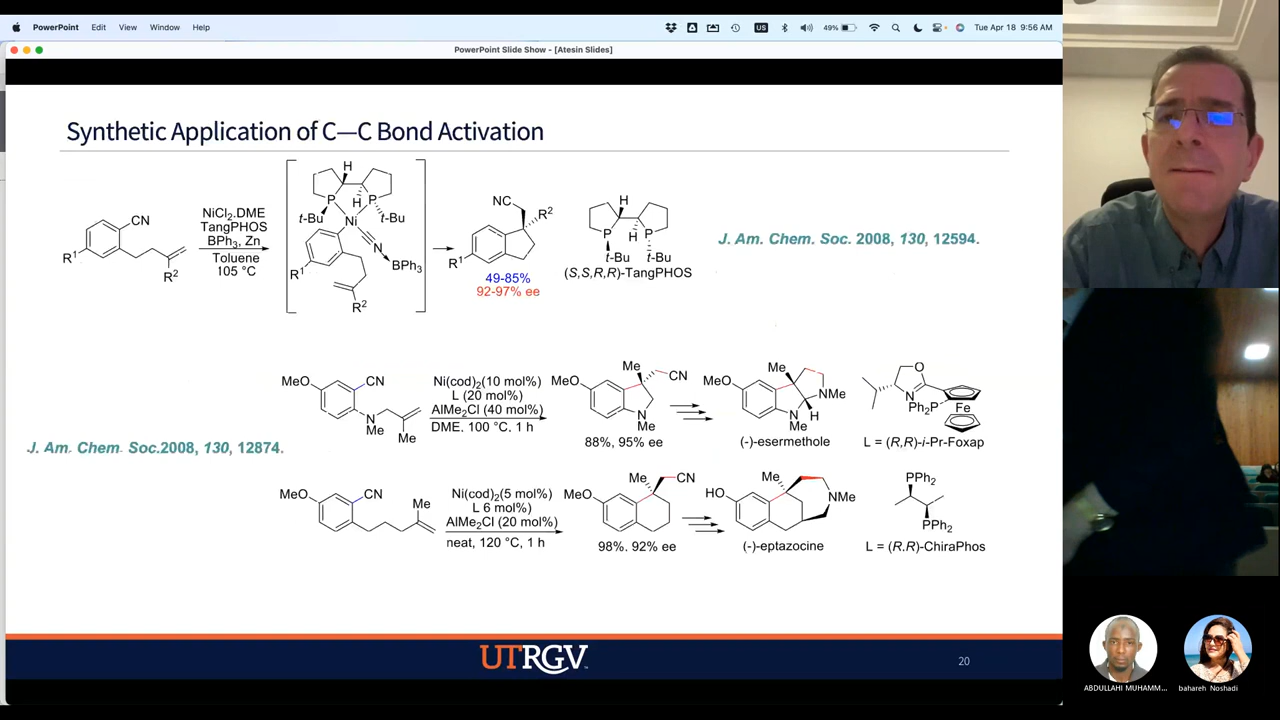 PowerPoint Edit View Window Help
US 49% Tue Apr 18 9:56 AM
PowerPoint Slide Show - [Atesin Slides]
Synthetic Application of C—C Bond Activation
CN
R1
R2
NiCl2.DME
TangPHOS
BPh3, Zn
Toluene
105 °C
H
P H P
t-Bu Ni t-Bu
N
BPh3
R1
R2
NC
R2
R1
49-85%
92-97% ee
H
P H P
t-Bu t-Bu
(S,S,R,R)-TangPHOS
J. Am. Chem. Soc. 2008, 130, 12594.
MeO CN
N
Me Me
Ni(cod)2(10 mol%)
L (20 mol%)
AlMe2Cl (40 mol%)
DME. 100 °C, 1 h
Me
MeO CN
N
Me
88%, 95% ee
Me
MeO NMe
N H
Me
(-)-esermethole
O
N
Ph2P Fe
L = (R,R)-i-Pr-Foxap
J. Am. Chem. Soc.2008, 130, 12874.
MeO CN Me
Ni(cod)2(5 mol%)
L 6 mol%)
AlMe2Cl (20 mol%)
neat, 120 °C, 1 h
Me CN
MeO
98%. 92% ee
Me
HO NMe
(-)-eptazocine
PPh2
PPh2
L = (R.R)-ChiraPhos
UTRGV
20
ABDULLAHI MUHAMM... bahareh Noshadi